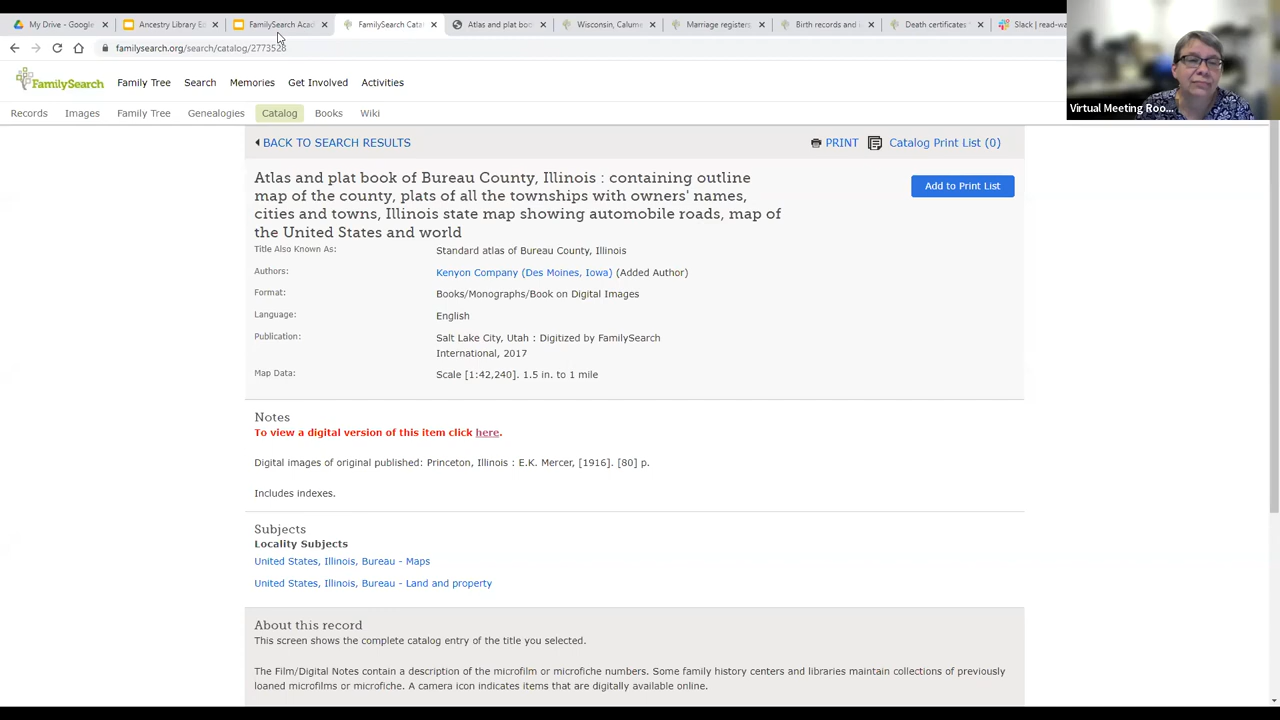 My Drive - Google
Ancestry Library Ed
FamilySearch Acad
FamilySearch Cata
Atlas and plat boo
Wisconsin, Calume
Marriage registers,
Birth records and i
Death certificates
Slack | read-wa
familysearch.org/search/catalog/2773528
FamilySearch
Family Tree
Search
Memories
Get Involved
Activities
Records
Images
Family Tree
Genealogies
Catalog
Books
Wiki
Virtual Meeting Roo...
BACK TO SEARCH RESULTS
PRINT
Catalog Print List (0)
Atlas and plat book of Bureau County, Illinois : containing outline
map of the county, plats of all the townships with owners' names,
cities and towns, Illinois state map showing automobile roads, map of
the United States and world
Add to Print List
Title Also Known As: Standard atlas of Bureau County, Illinois
Authors: Kenyon Company (Des Moines, Iowa) (Added Author)
Format: Books/Monographs/Book on Digital Images
Language: English
Publication: Salt Lake City, Utah : Digitized by FamilySearch
International, 2017
Map Data: Scale [1:42,240]. 1.5 in. to 1 mile
Notes
To view a digital version of this item click here.
Digital images of original published: Princeton, Illinois : E.K. Mercer, [1916]. [80] p.
Includes indexes.
Subjects
Locality Subjects
United States, Illinois, Bureau - Maps
United States, Illinois, Bureau - Land and property
About this record
This screen shows the complete catalog entry of the title you selected.
The Film/Digital Notes contain a description of the microfilm or microfiche numbers. Some family history centers and libraries maintain collections of previously
loaned microfilms or microfiche. A camera icon indicates items that are digitally available online.